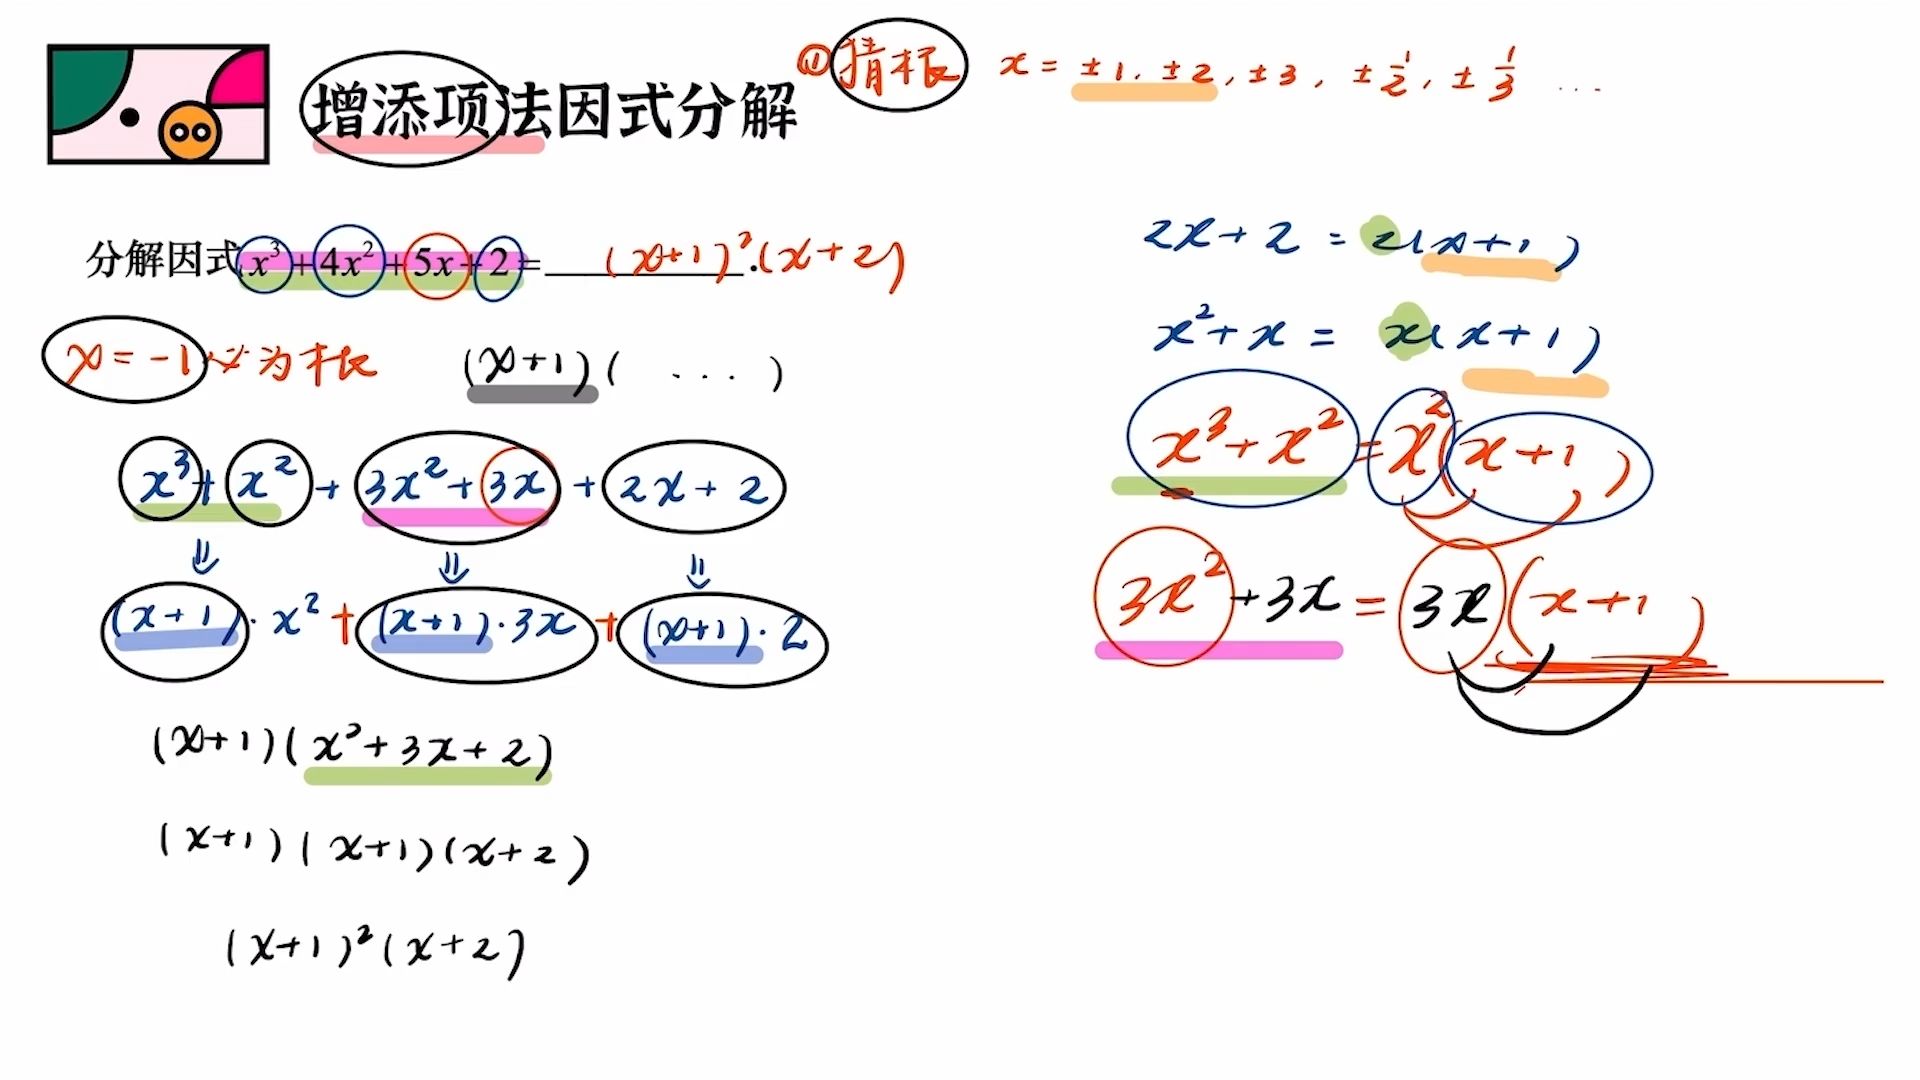 增添项法因式分解
① 猜根 x = ±1, ±2, ±3, ±1/2, ±1/3 ...
分解因式 x³+4x²+5x+2=__________. (x+1)²(x+2)
x = -1 必为根 (x+1)( ... )
x³ + x² + 3x² + 3x + 2x + 2
⇓ ⇓ ⇓
(x+1)·x² + (x+1)·3x + (x+1)·2
(x+1)(x²+3x+2)
(x+1)(x+1)(x+2)
(x+1)²(x+2)
2x+2 = 2(x+1)
x²+x = x(x+1)
x³+x² = x²(x+1)
3x²+3x = 3x(x+1)